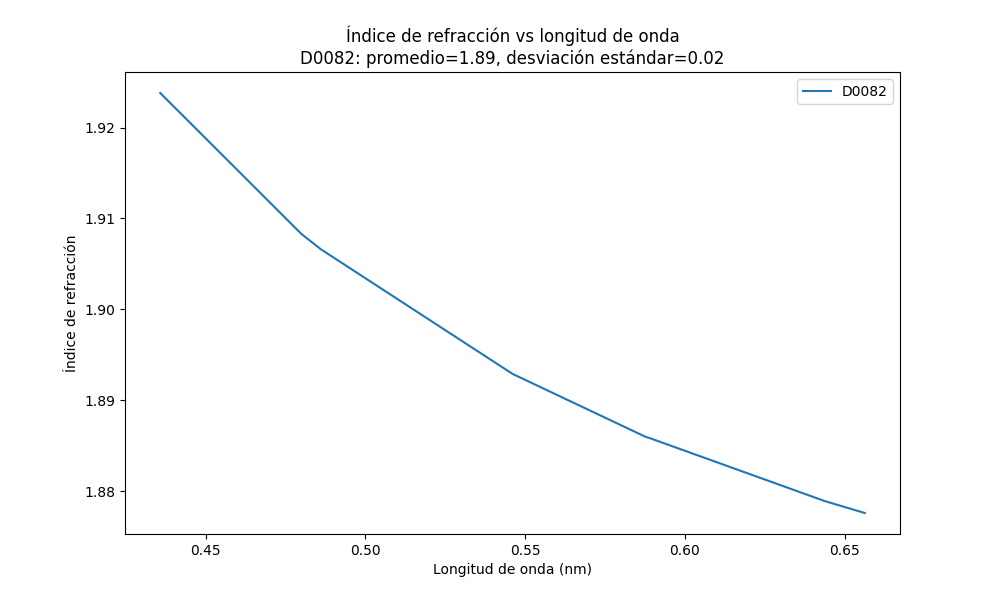 Índice de refracción vs longitud de onda
D0082: promedio=1.89, desviación estándar=0.02
D0082
1.92
1.91
1.90
1.89
1.88
Índice de refracción
0.45 0.50 0.55 0.60 0.65
Longitud de onda (nm)